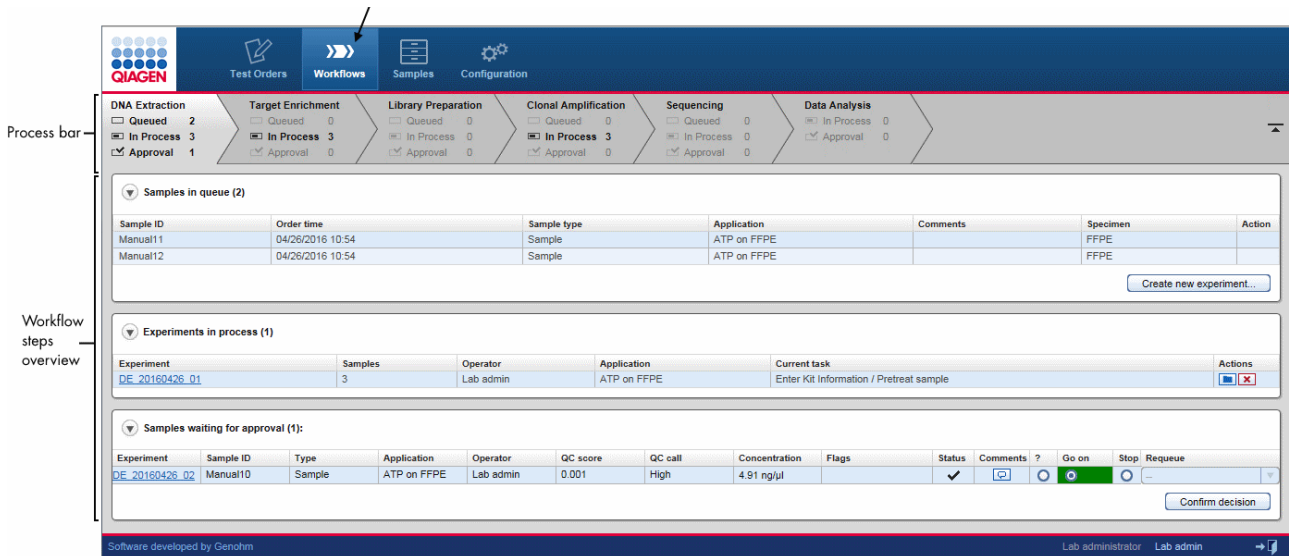 QIAGEN
Test Orders Workflows Samples Configuration
Process bar
DNA Extraction Target Enrichment Library Preparation Clonal Amplification Sequencing Data Analysis
Queued 2 Queued 0 Queued 0 Queued 0 Queued 0 In Process 0
In Process 3 In Process 3 In Process 0 In Process 3 In Process 0 Approval 0
Approval 1 Approval 0 Approval 0 Approval 0 Approval 0
Workflow
steps
overview
Samples in queue (2)
Sample ID Order time Sample type Application Comments Specimen Action
Manual11 04/26/2016 10:54 Sample ATP on FFPE FFPE
Manual12 04/26/2016 10:54 Sample ATP on FFPE FFPE
Create new experiment...
Experiments in process (1)
Experiment Samples Operator Application Current task Actions
DE_20160426_01 3 Lab admin ATP on FFPE Enter Kit Information / Pretreat sample
Samples waiting for approval (1):
Experiment Sample ID Type Application Operator QC score QC call Concentration Flags Status Comments ? Go on Stop Requeue
DE_20160426_02 Manual10 Sample ATP on FFPE Lab admin 0.001 High 4.91 ng/µl ...
Confirm decision
Software developed by Genohm Lab administrator Lab admin